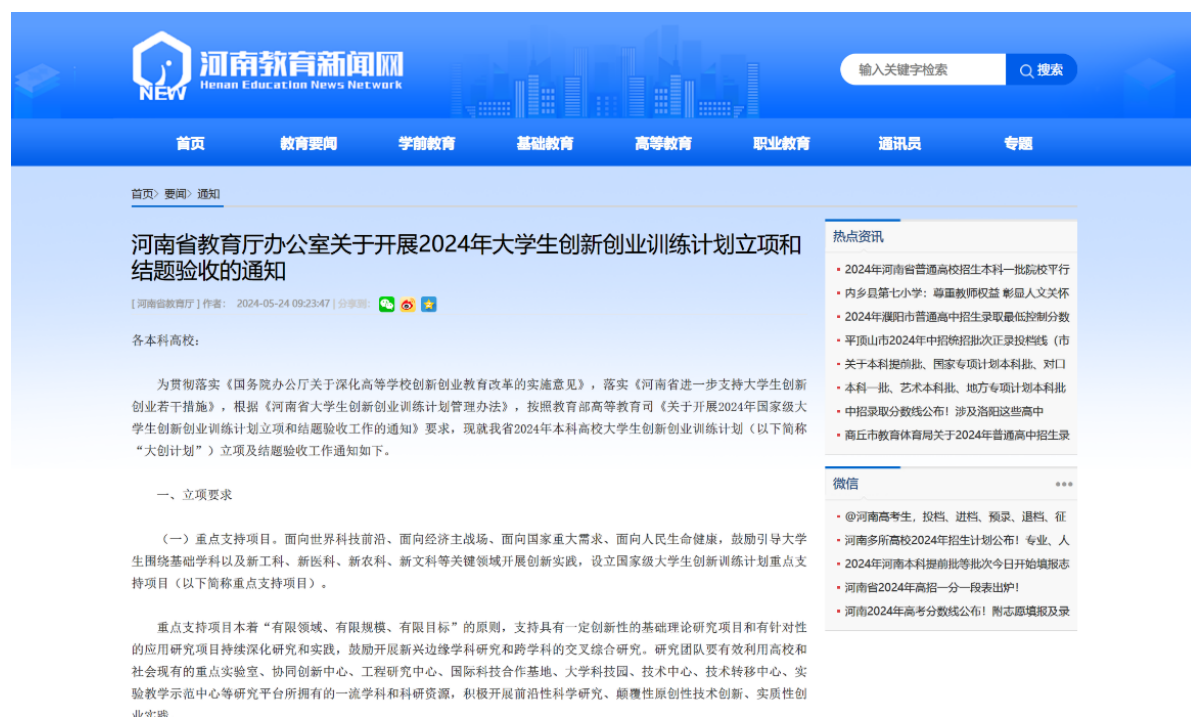 河南教育新闻网
Henan Education News Network
NEW
输入关键字检索
搜索
首页 教育要闻 学前教育 基础教育 高等教育 职业教育 通讯员 专题
首页> 要闻> 通知
河南省教育厅办公室关于开展2024年大学生创新创业训练计划立项和
结题验收的通知
[ 河南省教育厅 ] 作者： 2024-05-24 09:23:47 | 分享到:
各本科高校：
为贯彻落实《国务院办公厅关于深化高等学校创新创业教育改革的实施意见》，落实《河南省进一步支持大学生创新
创业若干措施》，根据《河南省大学生创新创业训练计划管理办法》，按照教育部高等教育司《关于开展2024年国家级大
学生创新创业训练计划立项和结题验收工作的通知》要求，现就我省2024年本科高校大学生创新创业训练计划（以下简称
“大创计划”）立项及结题验收工作通知如下。
一、立项要求
（一）重点支持项目。面向世界科技前沿、面向经济主战场、面向国家重大需求、面向人民生命健康，鼓励引导大学
生围绕基础学科以及新工科、新医科、新农科、新文科等关键领域开展创新实践，设立国家级大学生创新训练计划重点支
持项目（以下简称重点支持项目）。
重点支持项目本着“有限领域、有限规模、有限目标”的原则，支持具有一定创新性的基础理论研究项目和有针对性
的应用研究项目持续深化研究和实践，鼓励开展新兴边缘学科研究和跨学科的交叉综合研究。研究团队要有效利用高校和
社会现有的重点实验室、协同创新中心、工程研究中心、国际科技合作基地、大学科技园、技术中心、技术转移中心、实
验教学示范中心等研究平台所拥有的一流学科和科研资源，积极开展前沿性科学研究、颠覆性原创性技术创新、实质性创
业实践
热点资讯
2024年河南省普通高校招生本科一批院校平行
内乡县第七小学：尊重教师权益 彰显人文关怀
2024年濮阳市普通高中招生录取最低控制分数
平顶山市2024年中招统招批次正录投档线（市
关于本科提前批、国家专项计划本科批、对口
本科一批、艺术本科批、地方专项计划本科批
中招录取分数线公布！涉及洛阳这些高中
商丘市教育体育局关于2024年普通高中招生录
微信
@河南高考生，投档、进档、预录、退档、征
河南多所高校2024年招生计划公布！专业、人
2024年河南本科提前批等批次今日开始填报志
河南省2024年高招一分一段表出炉！
河南2024年高考分数线公布！附志愿填报及录